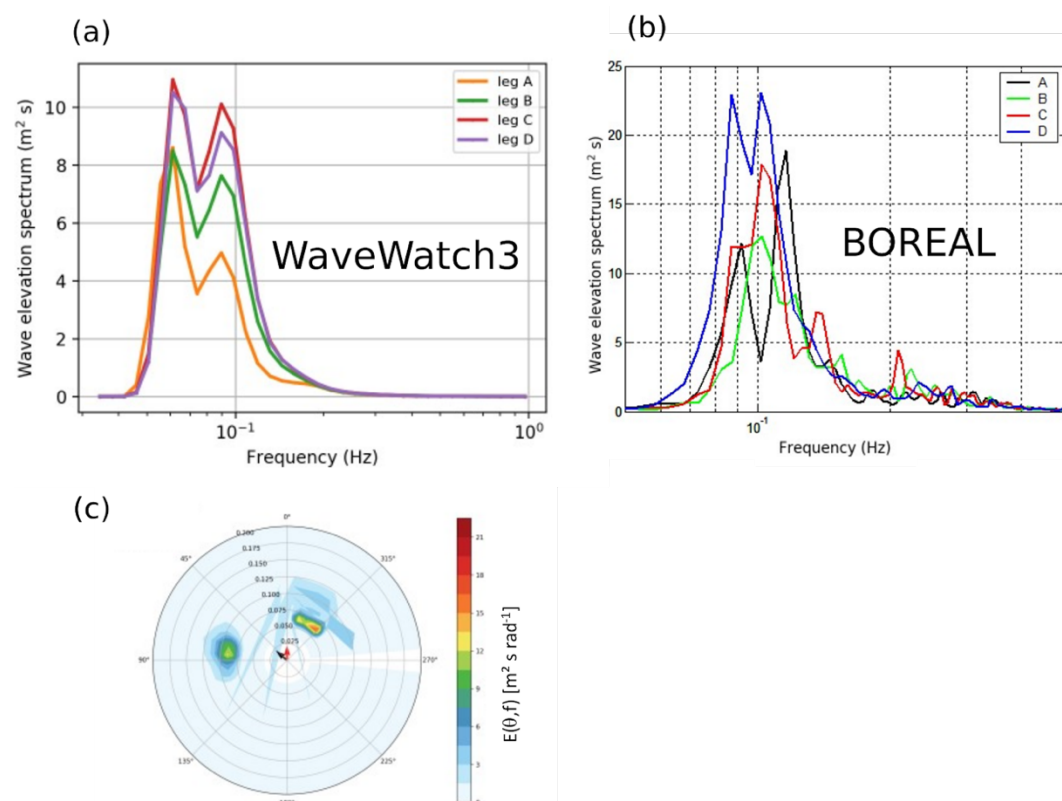 (a)
Wave elevation spectrum (m² s)
10
8
6
4
2
0
leg A
leg B
leg C
leg D
WaveWatch3
10⁻¹
10⁰
Frequency (Hz)
(b)
Wave elevation spectrum (m² s)
25
20
15
10
5
0
A
B
C
D
BOREAL
10⁻¹
Frequency (Hz)
(c)
0°
45°
315°
90°
270°
135°
225°
0.200
0.175
0.150
0.125
0.100
0.075
0.050
0.025
21
18
15
12
9
6
3
E(θ,f) [m² s rad⁻¹]